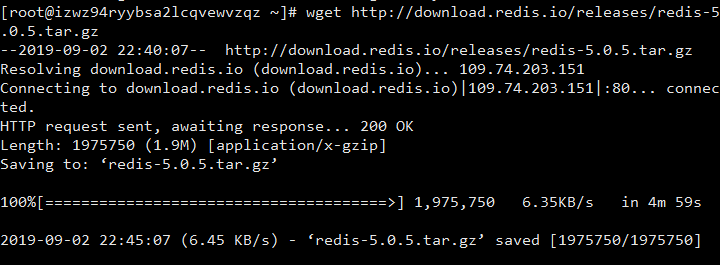 [root@izwz94ryybsa2lcqvewvzqz ~]# wget http://download.redis.io/releases/redis-5
.0.5.tar.gz
--2019-09-02 22:40:07--  http://download.redis.io/releases/redis-5.0.5.tar.gz
Resolving download.redis.io (download.redis.io)... 109.74.203.151
Connecting to download.redis.io (download.redis.io)|109.74.203.151|:80... connec
ted.
HTTP request sent, awaiting response... 200 OK
Length: 1975750 (1.9M) [application/x-gzip]
Saving to: ‘redis-5.0.5.tar.gz’
100%[======================================>] 1,975,750   6.35KB/s   in 4m 59s
2019-09-02 22:45:07 (6.45 KB/s) - ‘redis-5.0.5.tar.gz’ saved [1975750/1975750]